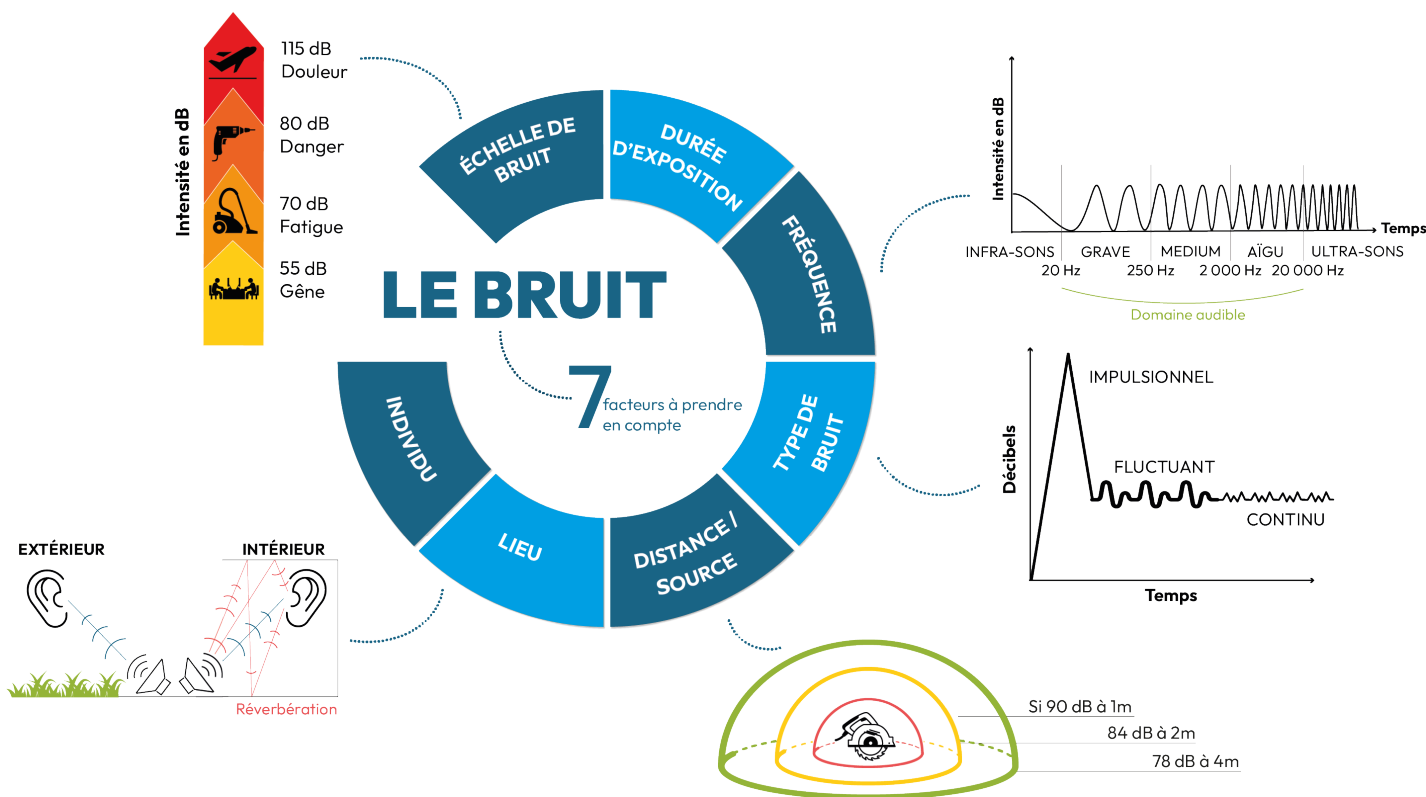 115 dB
Douleur
80 dB
Danger
70 dB
Fatigue
55 dB
Gêne
Intensité en dB
ÉCHELLE DE
BRUIT
DURÉE
D'EXPOSITION
FRÉQUENCE
TYPE DE
BRUIT
DISTANCE /
SOURCE
LIEU
INDIVIDU
LE BRUIT
7
facteurs à prendre
en compte
Intensité en dB
Temps
INFRA-SONS GRAVE MEDIUM AÏGU ULTRA-SONS
20 Hz 250 Hz 2 000 Hz 20 000 Hz
Domaine audible
Décibels
IMPULSIONNEL
FLUCTUANT
CONTINU
Temps
EXTÉRIEUR
INTÉRIEUR
Réverbération
Si 90 dB à 1m
84 dB à 2m
78 dB à 4m